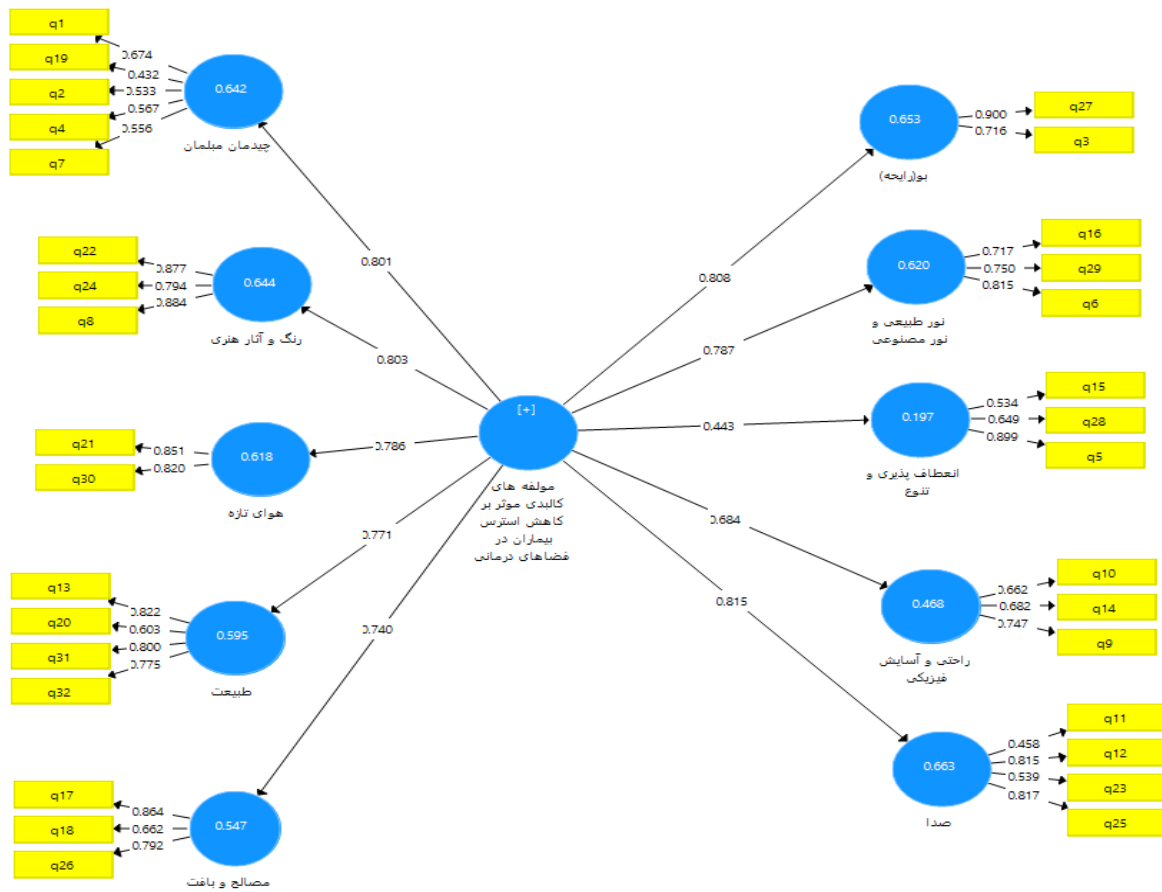 q1
q19
q2
q4
q7
0.674
0.432
0.533
0.567
0.556
0.642
چیدمان مبلمان
q22
q24
q8
0.877
0.794
0.884
0.644
رنگ و آثار هنری
q21
q30
0.851
0.820
0.618
هوای تازه
q13
q20
q31
q32
0.822
0.603
0.800
0.775
0.595
طبیعت
q17
q18
q26
0.864
0.662
0.792
0.547
مصالح و بافت
0.801
0.803
0.786
0.771
0.740
[+]
مولفه های
کالبدی موثر بر
کاهش استرس
بیماران در
فضاهای درمانی
0.808
0.787
0.443
0.684
0.815
0.653
بو(رایحه)
0.900
0.716
q27
q3
0.620
نور طبیعی و
نور مصنوعی
0.717
0.750
0.815
q16
q29
q6
0.197
انعطاف پذیری و
تنوع
0.534
0.649
0.899
q15
q28
q5
0.468
راحتی و آسایش
فیزیکی
0.662
0.682
0.747
q10
q14
q9
0.663
صدا
0.458
0.815
0.539
0.817
q11
q12
q23
q25